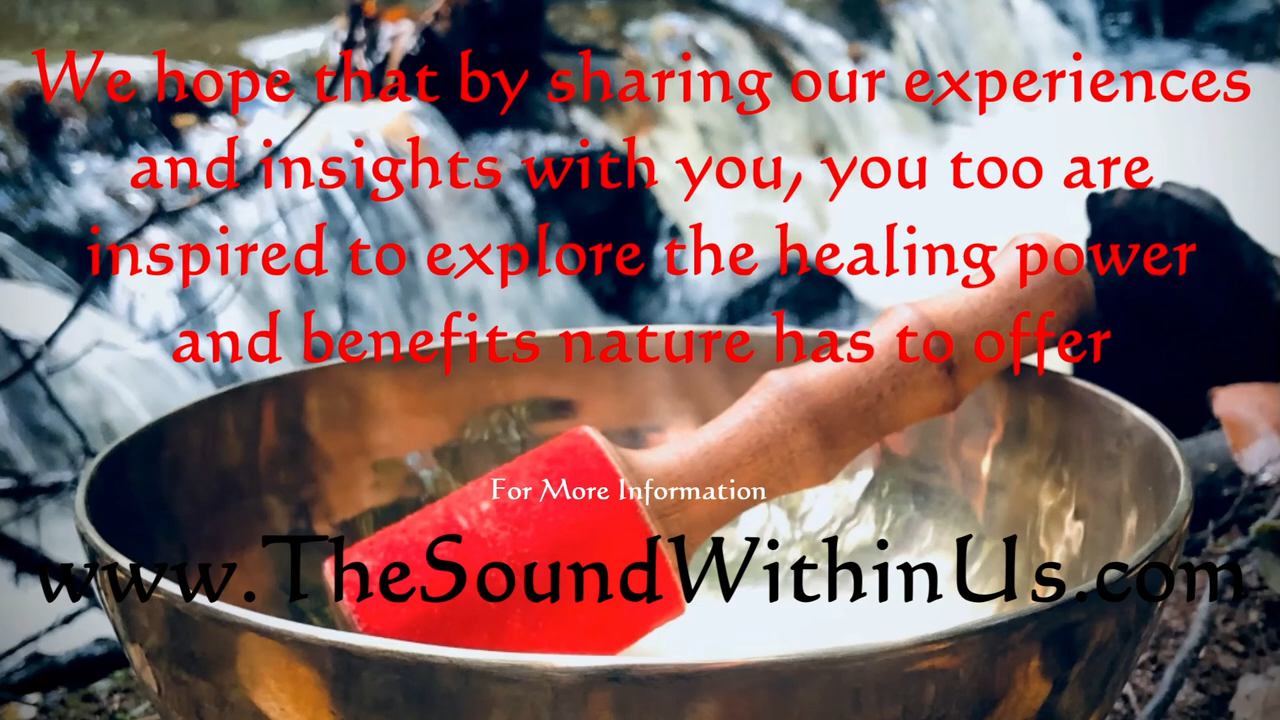 We hope that by sharing our experiences
and insights with you, you too are
inspired to explore the healing power
and benefits nature has to offer
For More Information
www.TheSoundWithinUs.com